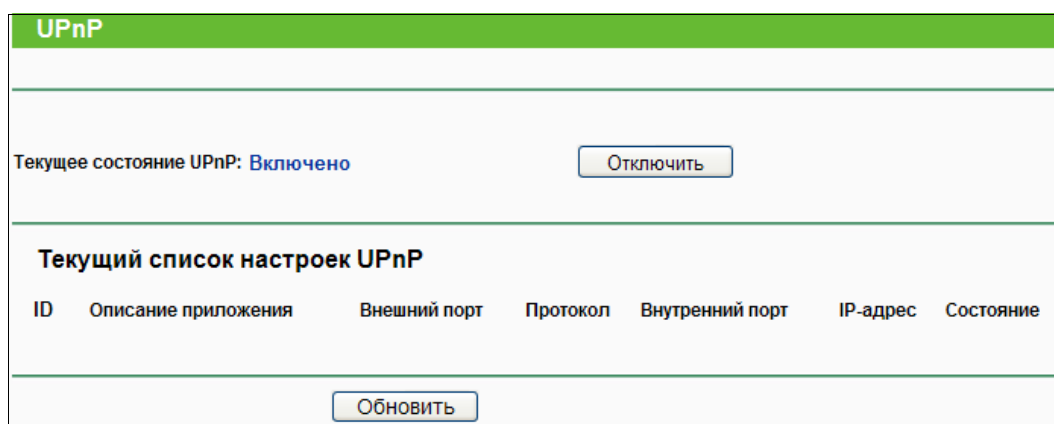 UPnP
Текущее состояние UPnP: Включено Отключить
Текущий список настроек UPnP
ID Описание приложения Внешний порт Протокол Внутренний порт IP-адрес Состояние
Обновить